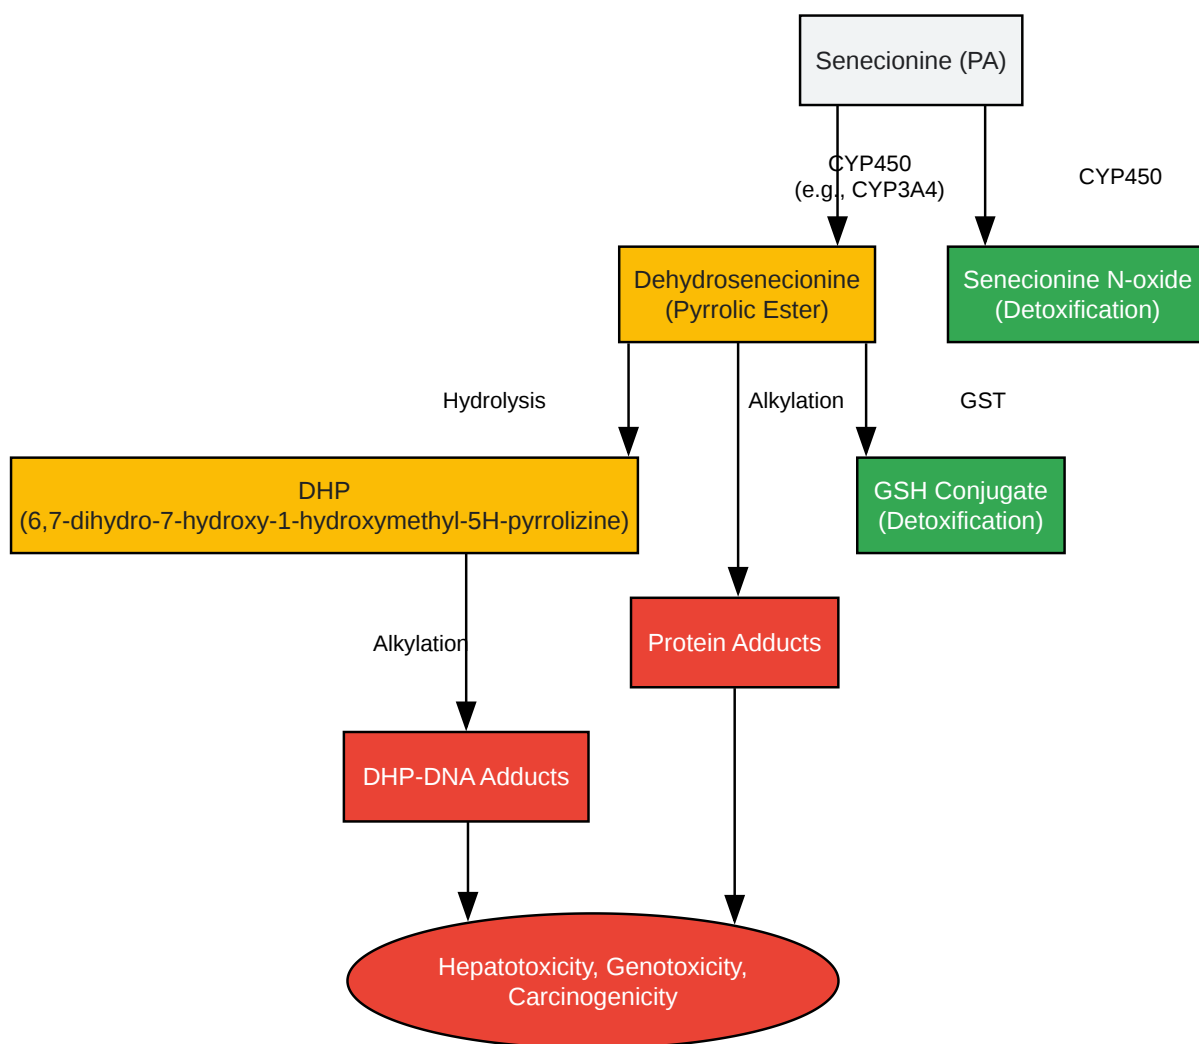 Senecionine (PA)
CYP450
(e.g., CYP3A4)
CYP450
Dehydrosenecionine
(Pyrrolic Ester)
Senecionine N-oxide
(Detoxification)
Hydrolysis
Alkylation
GST
DHP
(6,7-dihydro-7-hydroxy-1-hydroxymethyl-5H-pyrrolizine)
GSH Conjugate
(Detoxification)
Alkylation
Protein Adducts
DHP-DNA Adducts
Hepatotoxicity, Genotoxicity,
Carcinogenicity